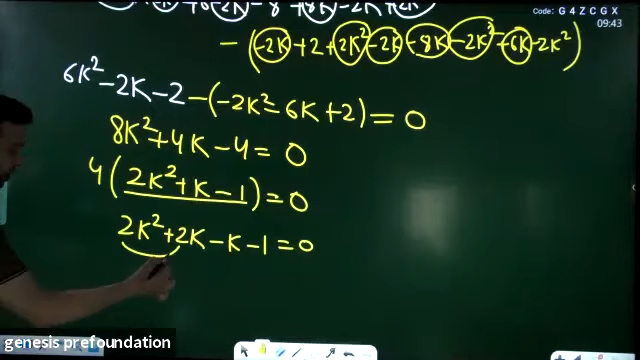 Code: G 4 Z C G X
09:43
-(-2K+2+2K²-2K-8K-2K³-6K-2K²)
6K²-2K-2-(-2K²-6K+2)=0
8K²+4K-4=0
4(2K²+K-1)=0
2K²+2K-K-1=0
genesis prefoundation